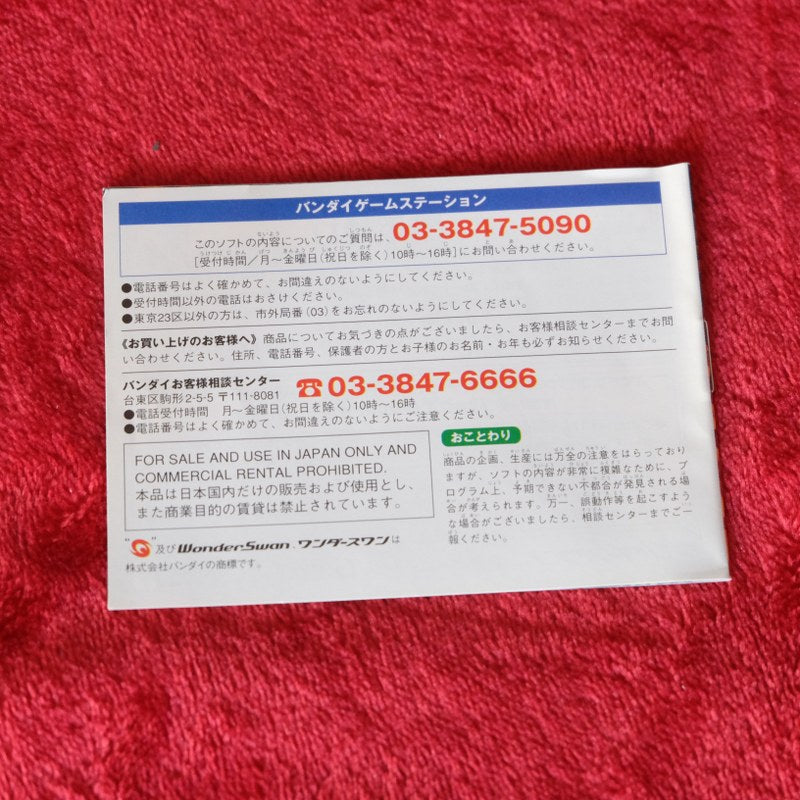 バンダイゲームステーション
このソフトの内容についてのご質問は、03-3847-5090
[受付時間／月～金曜日(祝日を除く)10時～16時]にお問い合わせください。
●電話番号はよく確かめて、お間違えのないようにしてください。
●受付時間以外の電話はおさけください。
●東京23区以外の方は、市外局番(03)をお忘れのないようにしてください。
《お買い上げのお客様へ》商品についてお気づきの点がございましたら、お客様相談センターまでお問
い合わせください。住所、電話番号、保護者の方とお子様のお名前・お年も必ずお知らせください。
バンダイお客様相談センター ☎03-3847-6666
台東区駒形2-5-5 〒111-8081
●電話受付時間 月～金曜日(祝日を除く)10時～16時
●電話番号はよく確かめて、お間違えのないようにご注意ください。
FOR SALE AND USE IN JAPAN ONLY AND
COMMERCIAL RENTAL PROHIBITED.
本品は日本国内だけの販売および使用とし、
また商業目的の賃貸は禁止されています。
おことわり
商品の企画、生産には万全の注意をはらっており
ますが、ソフトの内容が非常に複雑なために、プ
ログラム上、予期できない不都合が発見される場
合が考えられます。万一、誤動作等を起こすよう
な場合がございましたら、相談センターまでご一
報ください。
" "及びWonderSwan、ワンダースワンは
株式会社バンダイの商標です。